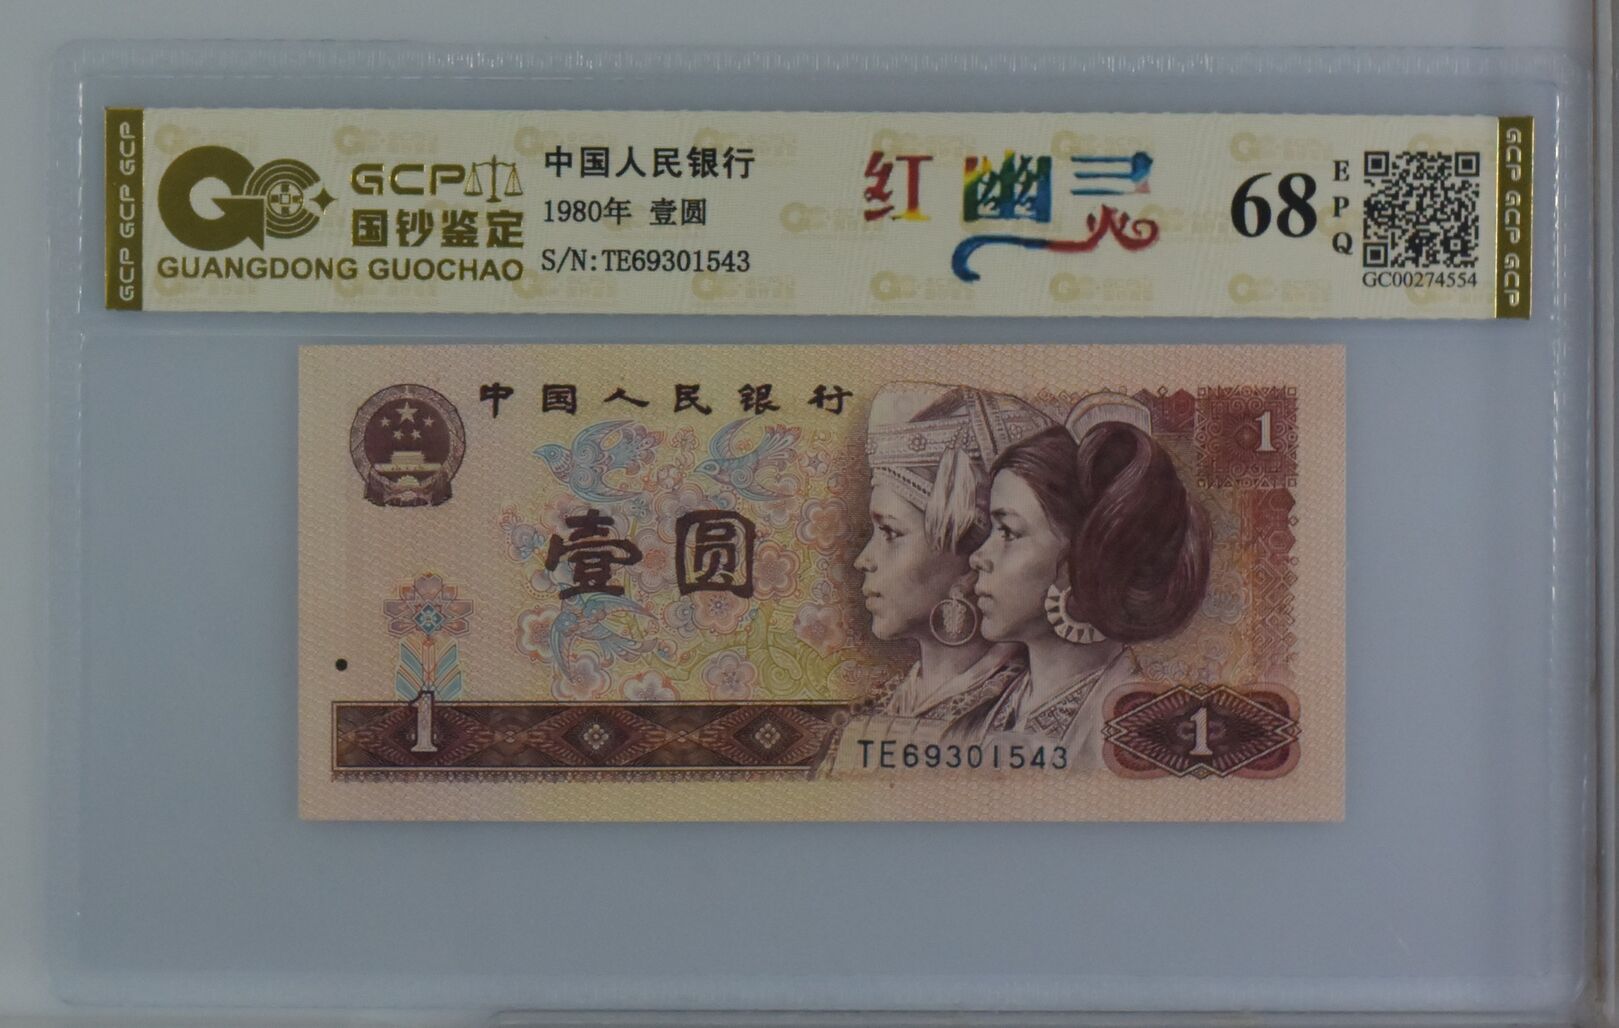 GCP GCP GCP
GCP
国钞鉴定
GUANGDONG GUOCHAO
中国人民银行
1980年 壹圆
S/N:TE69301543
红幽灵
68
EPQ
GC00274554
GCP GCP GCP
中国人民银行
1
壹圆
1
TE69301543
1